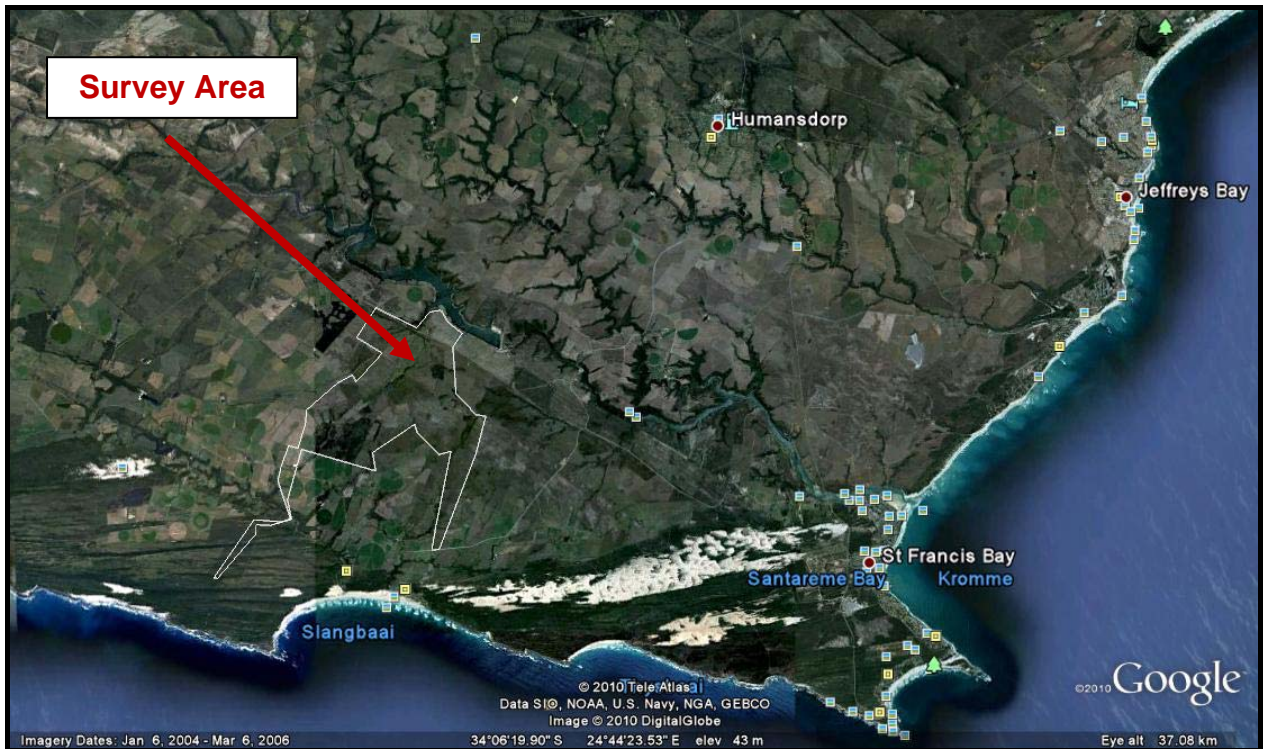 Survey Area
Humansdorp
Jeffreys Bay
St Francis Bay
Santareme Bay
Kromme
Slangbaai
© 2010 Tele Atlas
Data SIO, NOAA, U.S. Navy, NGA, GEBCO
Image © 2010 DigitalGlobe
©2010 Google
Imagery Dates: Jan 6, 2004 - Mar 6, 2006
34°06'19.90" S 24°44'23.53" E elev 43 m
Eye alt 37.08 km